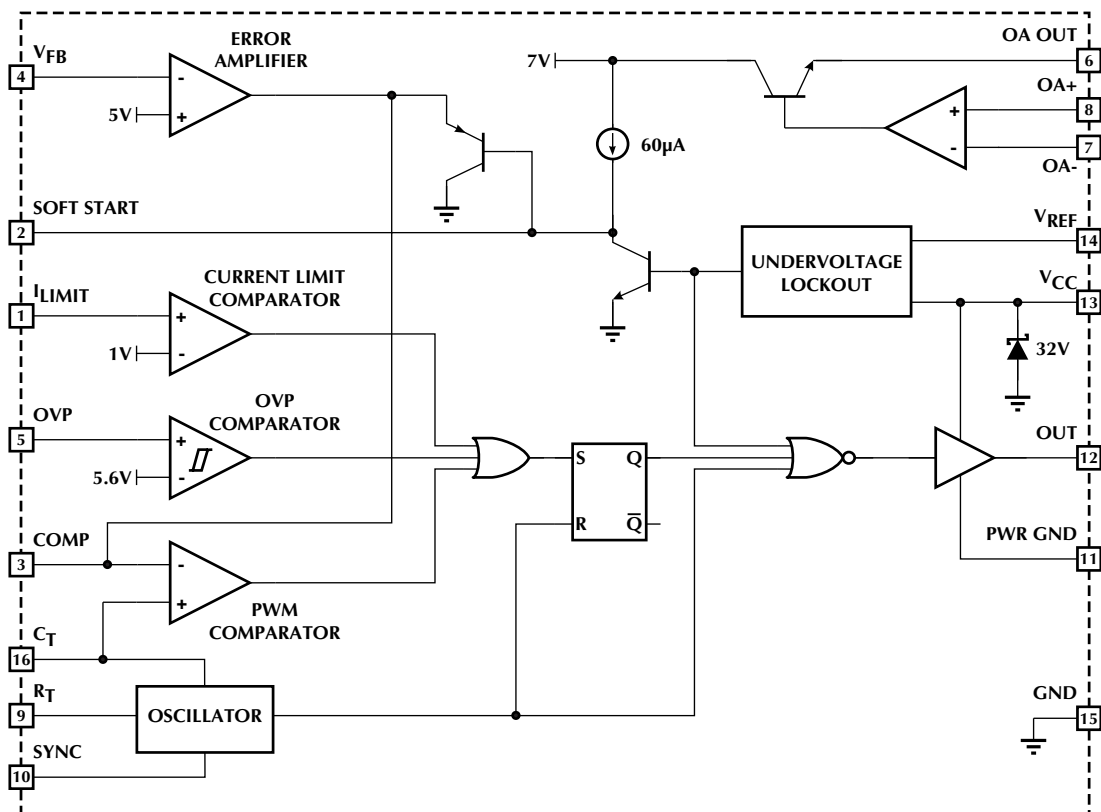 VFB
4
ERROR
AMPLIFIER
-
+
5V
7V
60µA
OA OUT
6
OA+
8
+
-
7
OA-
SOFT START
2
VREF
14
UNDERVOLTAGE
LOCKOUT
VCC
13
32V
ILIMIT
1
CURRENT LIMIT
COMPARATOR
+
-
1V
OVP
5
OVP
COMPARATOR
+
-
5.6V
S
Q
R
Q̅
OUT
12
PWR GND
11
COMP
3
-
+
PWM
COMPARATOR
CT
16
RT
9
OSCILLATOR
SYNC
10
GND
15